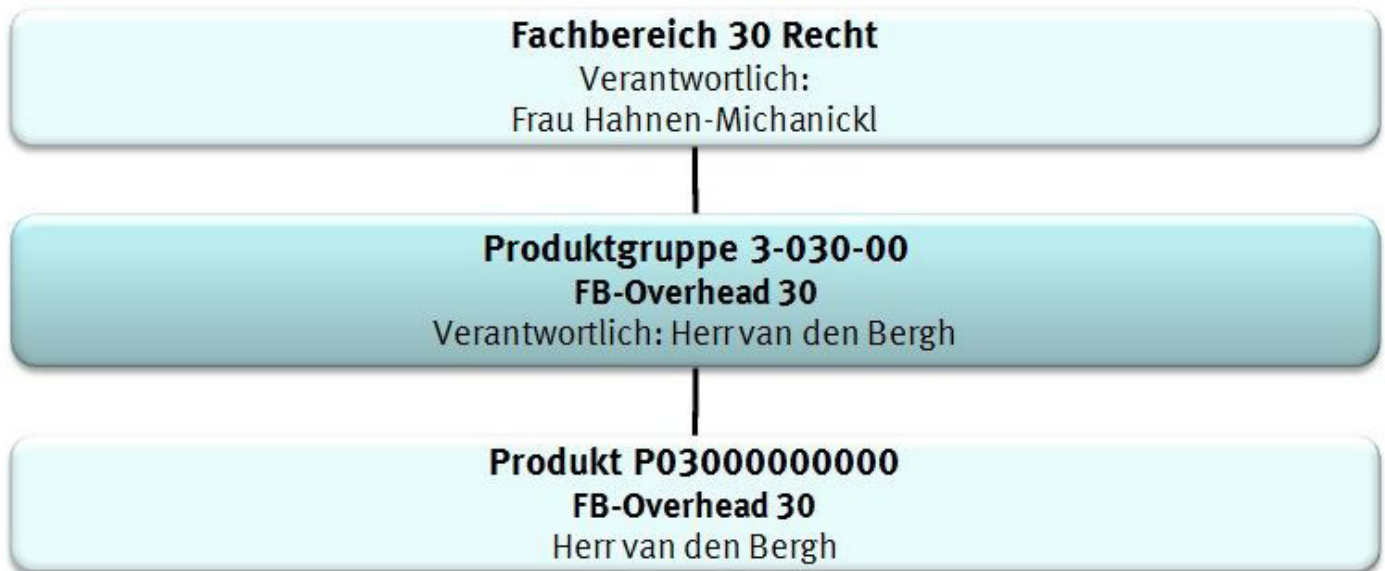 Fachbereich 30 Recht
Verantwortlich:
Frau Hahnen-Michanickl
Produktgruppe 3-030-00
FB-Overhead 30
Verantwortlich: Herr van den Bergh
Produkt P03000000000
FB-Overhead 30
Herr van den Bergh